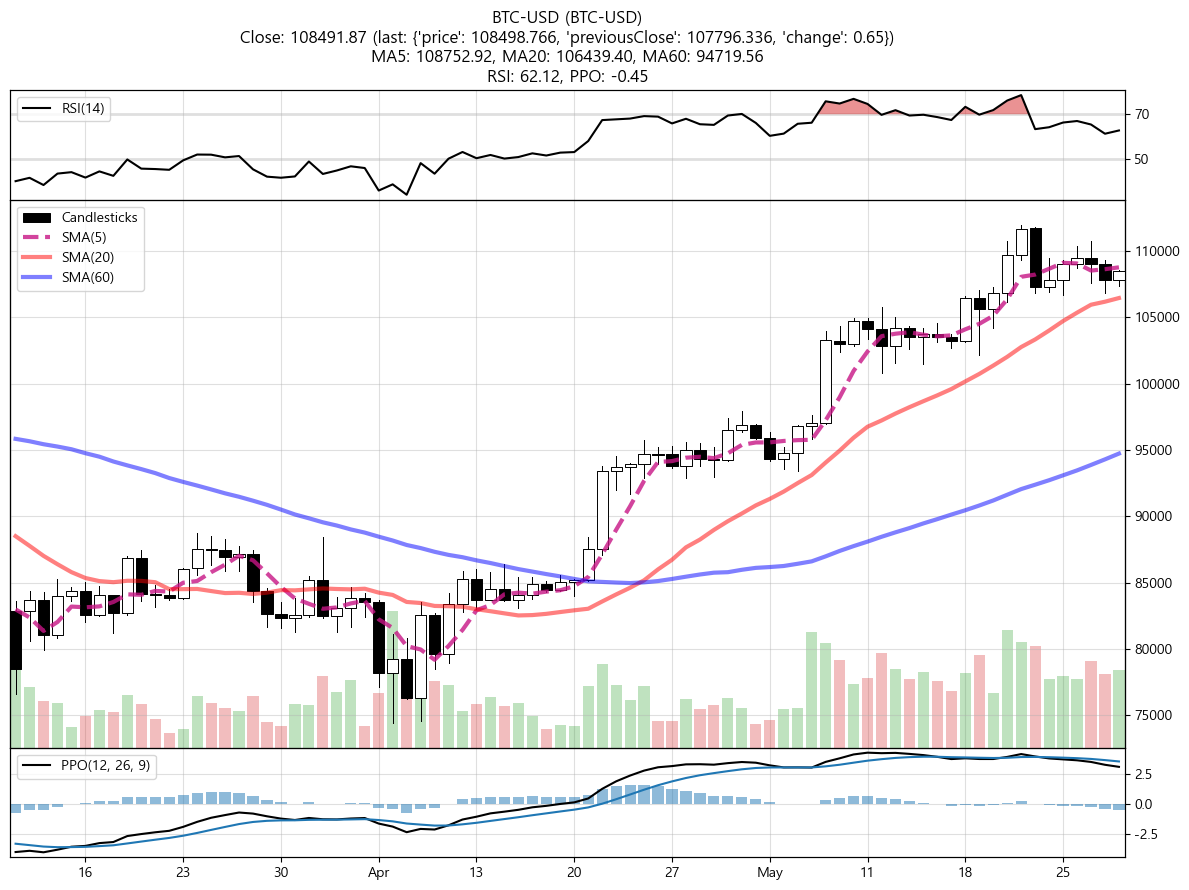 BTC-USD (BTC-USD)
Close: 108491.87 (last: {'price': 108498.766, 'previousClose': 107796.336, 'change': 0.65})
MA5: 108752.92, MA20: 106439.40, MA60: 94719.56
RSI: 62.12, PPO: -0.45
RSI(14)
70
50
Candlesticks
SMA(5)
SMA(20)
SMA(60)
110000
105000
100000
95000
90000
85000
80000
75000
PPO(12, 26, 9)
2.5
0.0
-2.5
16 23 30 Apr 13 20 27 May 11 18 25